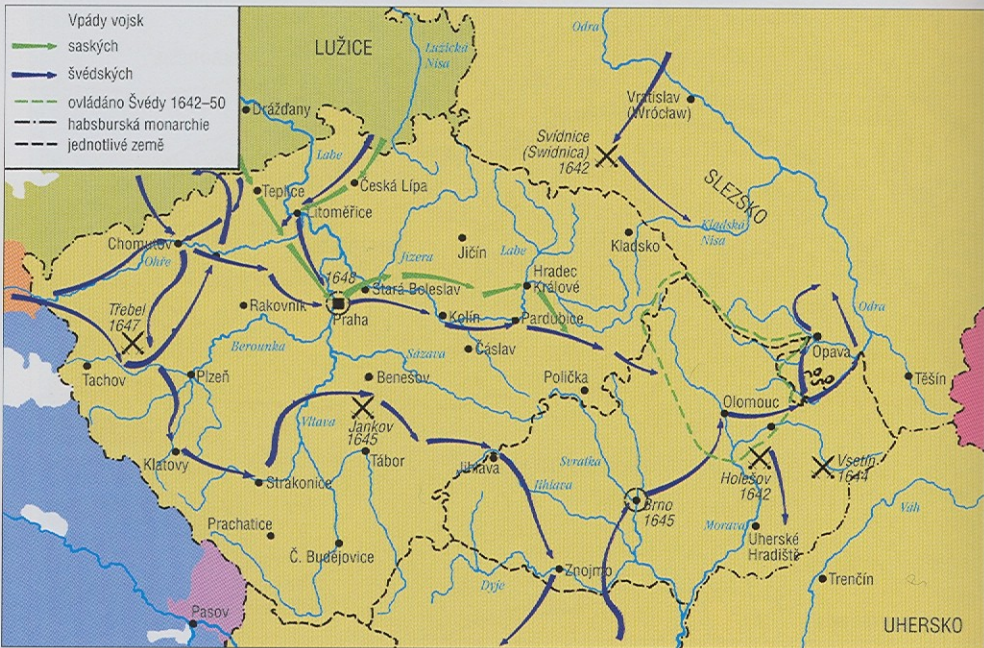 Vpády vojsk
saských
švédských
ovládáno Švédy 1642–50
habsburská monarchie
jednotlivé země
LUŽICE
Lužická
Nisa
Odra
Drážďany
Labe
Vratislav
(Wrocław)
Svídnice
(Swidnica)
1642
SLEZSKO
Teplice
Česká Lípa
Litoměřice
Kladská
Nisa
Chomutov
Ohře
Jičín
Labe
Kladsko
Jizera
1648
Stará Boleslav
Hradec
Králové
Rakovník
Praha
Kolín
Pardubice
Odra
Třebel
1647
Berounka
Sázava
Čáslav
Opava
Tachov
Plzeň
Benešov
Polička
Těšín
Olomouc
Vltava
Jankov
1645
Klatovy
Strakonice
Tábor
Jihlava
Svratka
Jihlava
Holešov
1642
Vsetín
1644
Brno
1645
Váh
Prachatice
Č. Budějovice
Morava
Uherské
Hradiště
Znojmo
Dyje
Trenčín
Pasov
UHERSKO